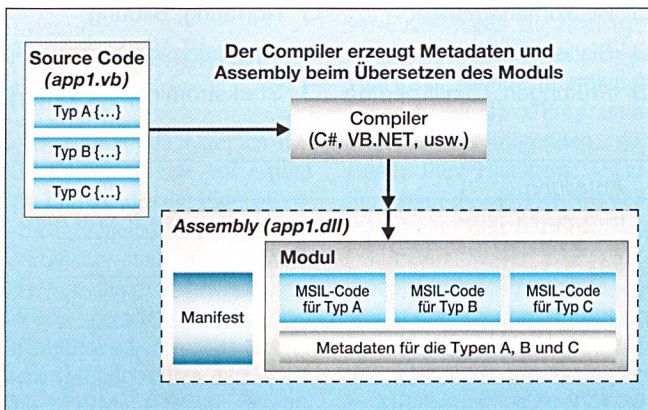 Der Compiler erzeugt Metadaten und
Assembly beim Übersetzen des Moduls
Source Code
(app1.vb)
Typ A {...}
Typ B {...}
Typ C {...}
Compiler
(C#, VB.NET, usw.)
Assembly (app1.dll)
Manifest
Modul
MSIL-Code
für Typ A
MSIL-Code
für Typ B
MSIL-Code
für Typ C
Metadaten für die Typen A, B und C